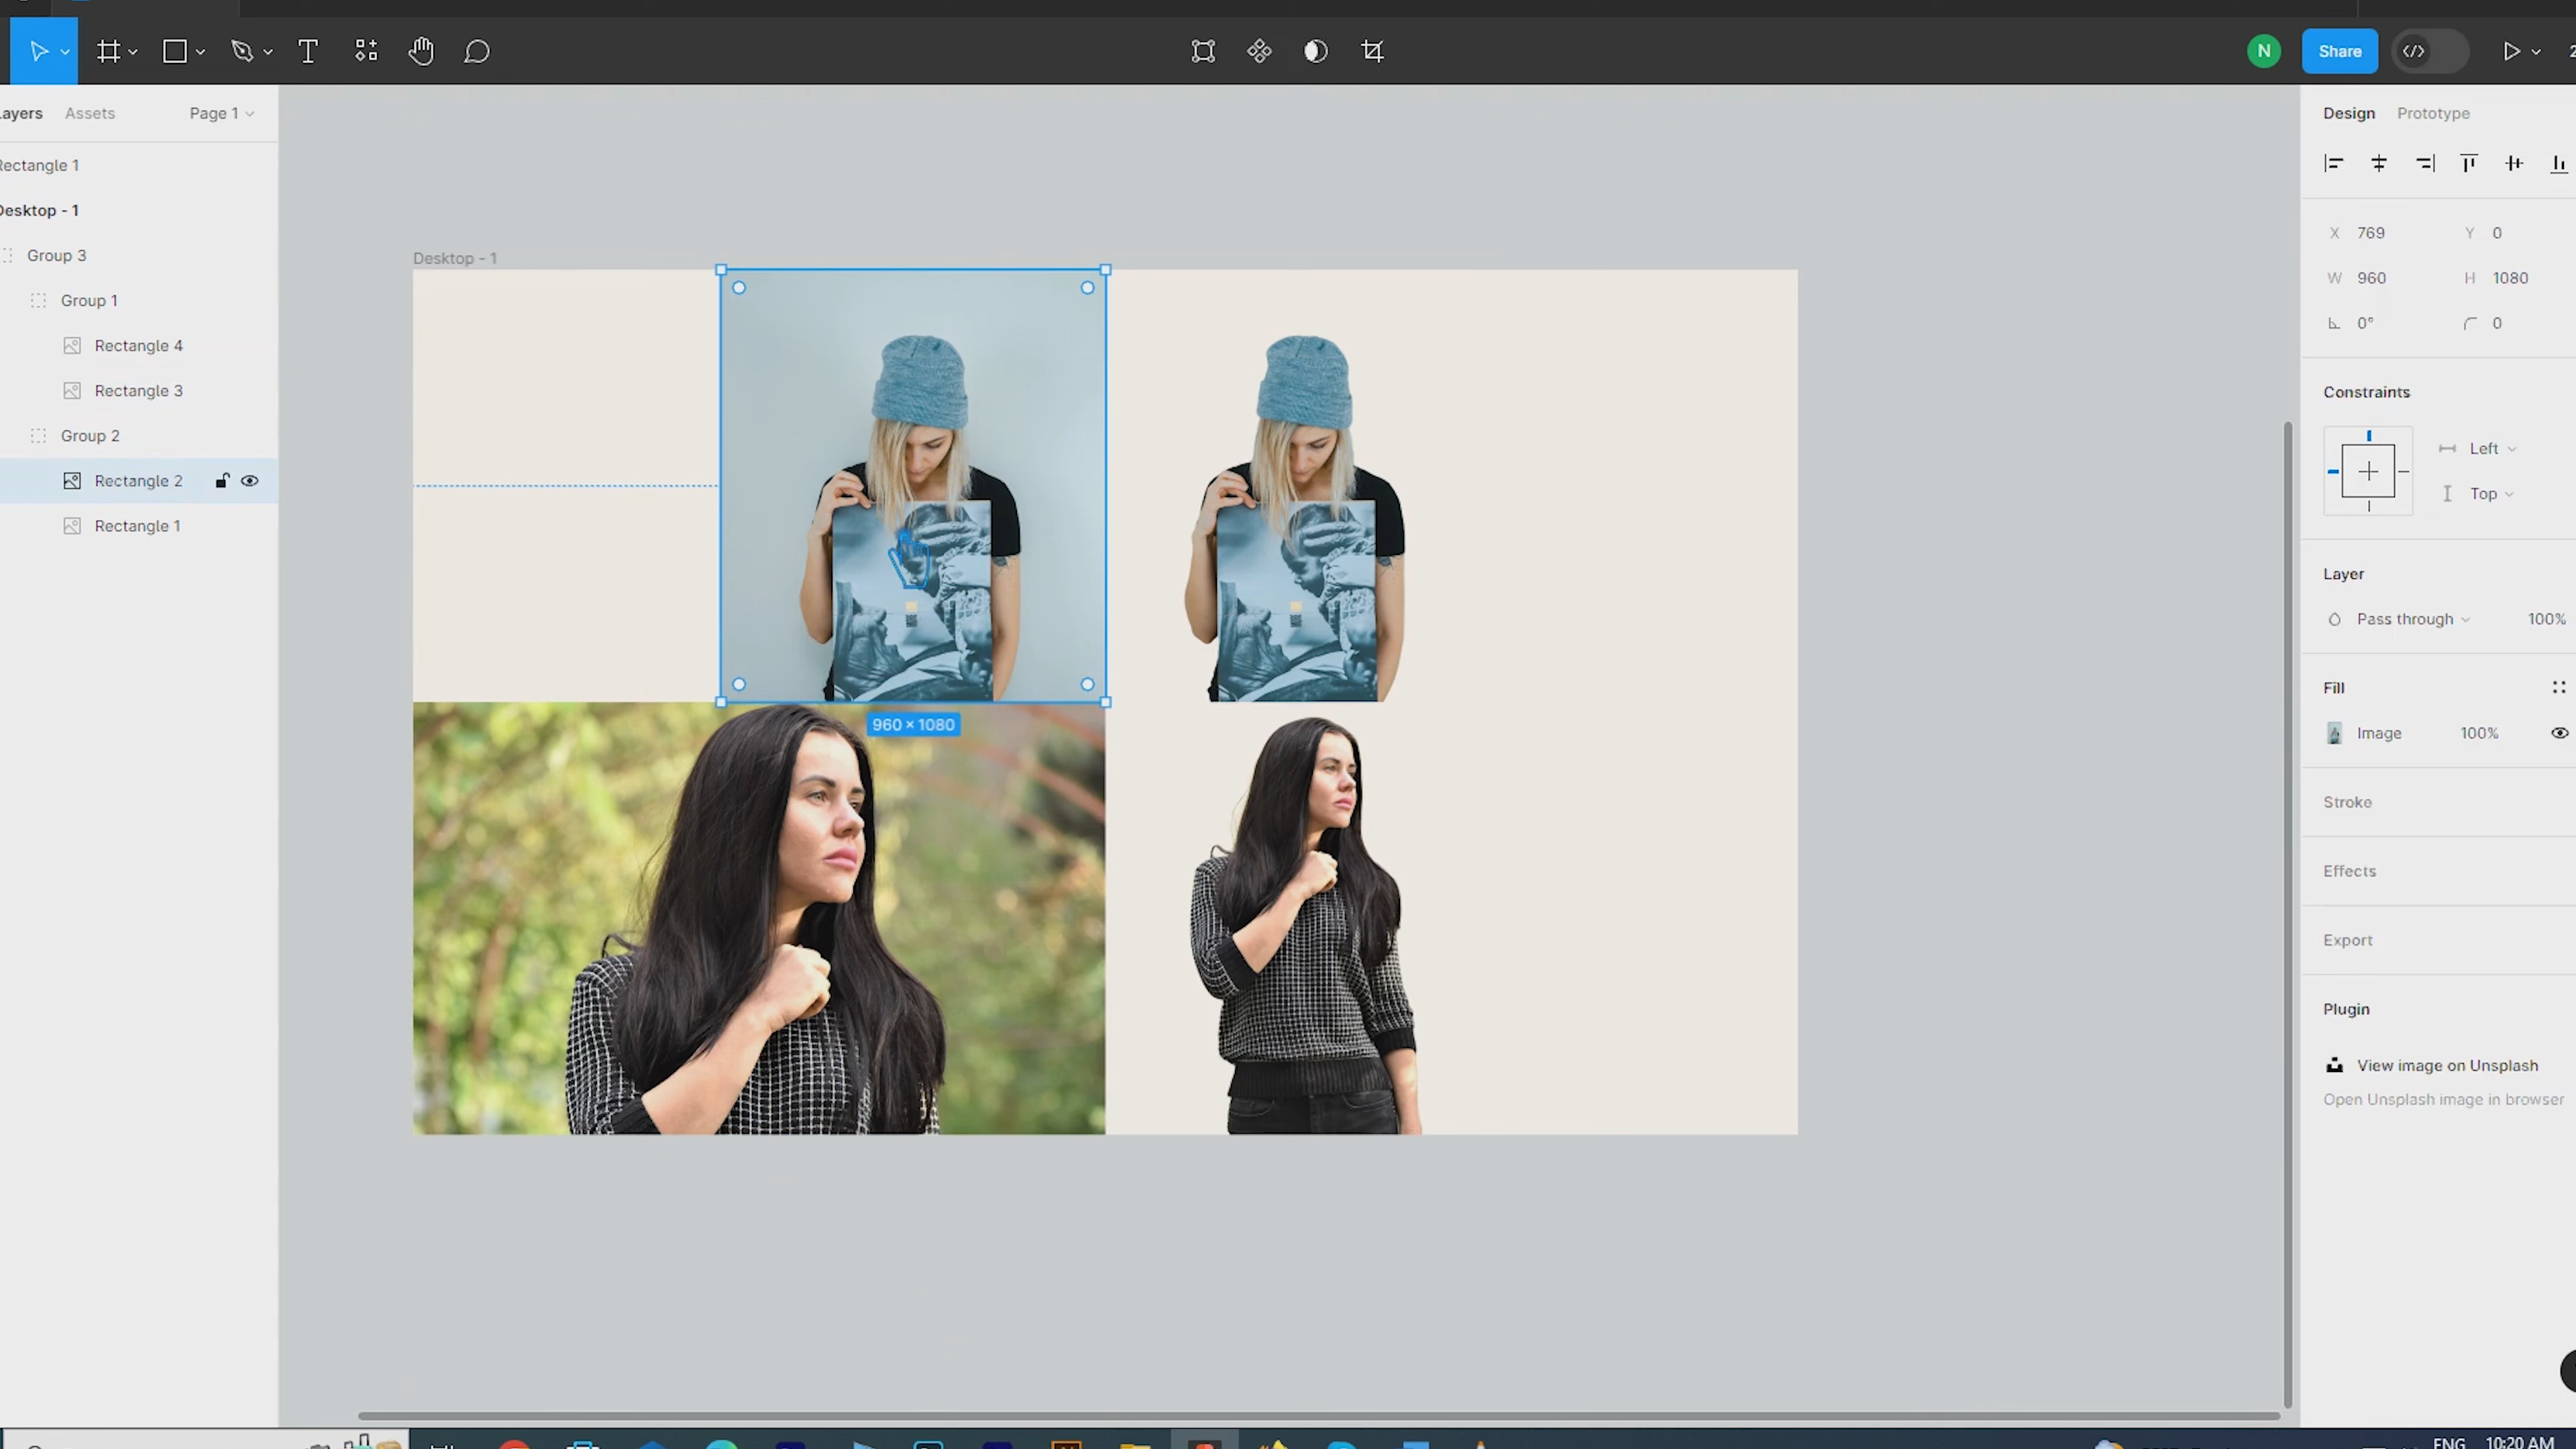 N
Share
2
Layers Assets Page 1
Rectangle 1
Desktop - 1
Group 3
Group 1
Rectangle 4
Rectangle 3
Group 2
Rectangle 2
Rectangle 1
Desktop - 1
960 × 1080
Design Prototype
X 769 Y 0
W 960 H 1080
0° 0
Constraints
Left
Top
Layer
Pass through 100%
Fill
Image 100%
Stroke
Effects
Export
Plugin
View image on Unsplash
Open Unsplash image in browser
ENG 10:20 AM